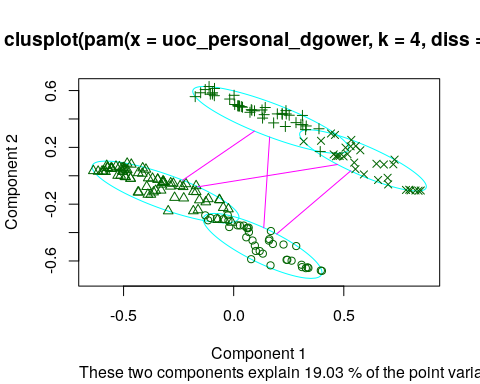 clusplot(pam(x = uoc_personal_dgower, k = 4, diss =
0.6
0.2
-0.2
-0.6
Component 2
-0.5 0.0 0.5
Component 1
These two components explain 19.03 % of the point